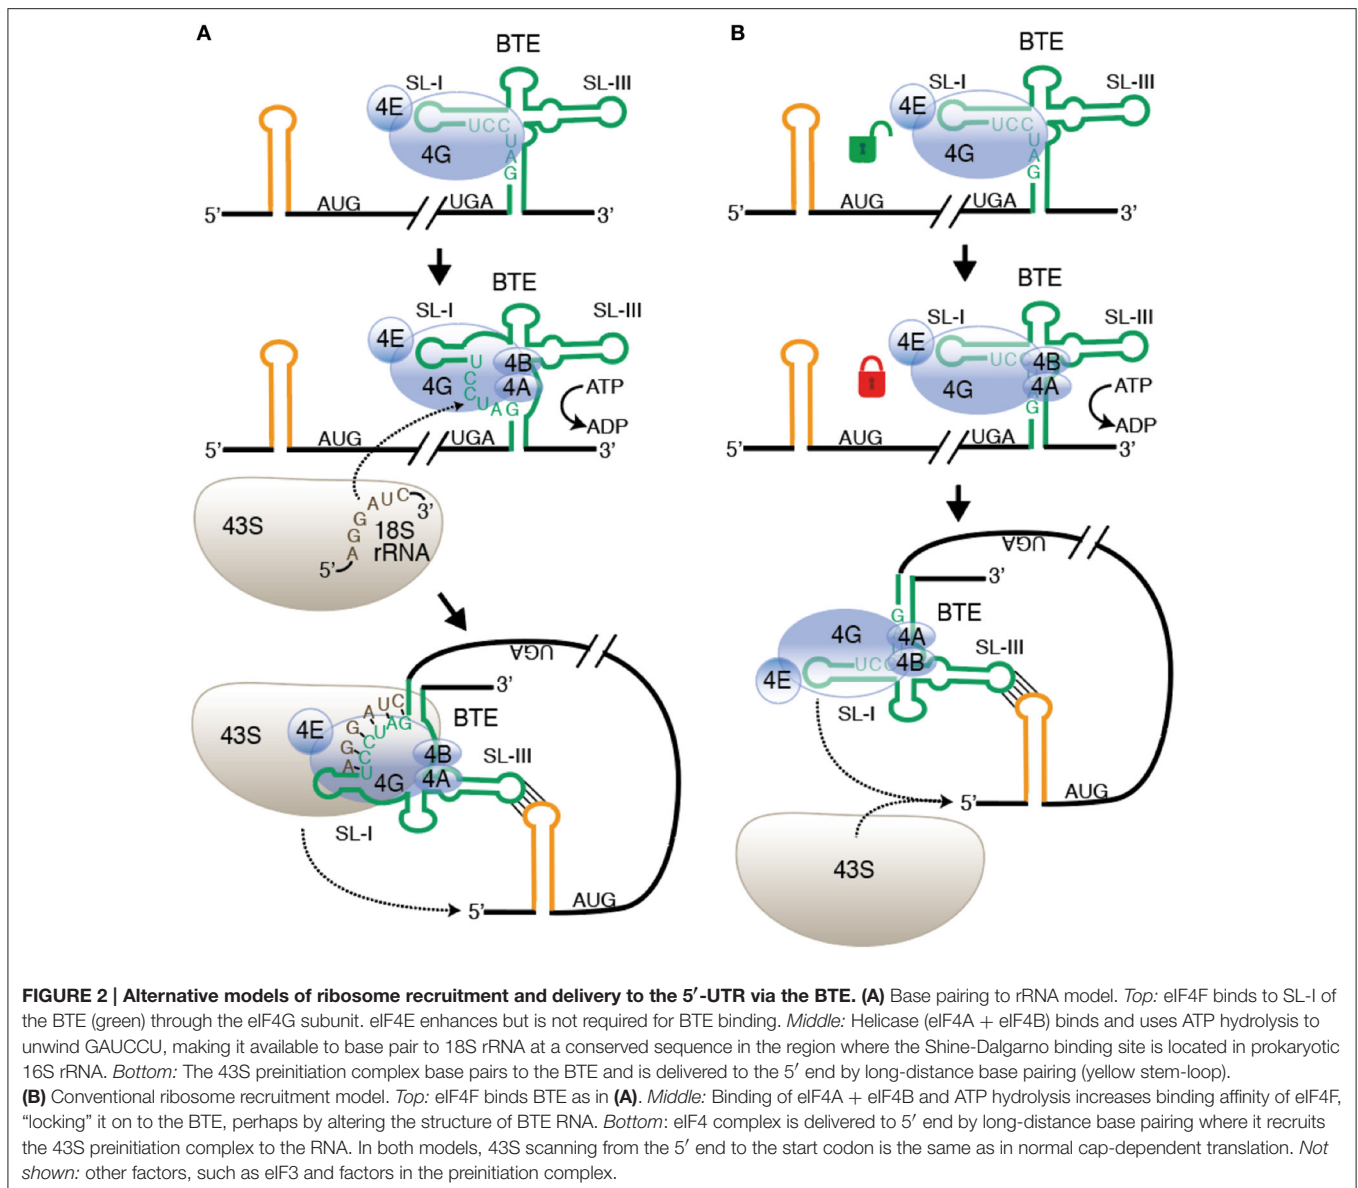 A
BTE
SL-I
SL-III
4E
UCC
U
A
G
4G
AUG
UGA
5’
3’
BTE
SL-I
SL-III
4E
4B
4G
4A
U
C
C
U
A
G
ATP
ADP
AUG
UGA
5’
3’
43S
A
G
G
A
U
C
3’
5’
18S
rRNA
UGA
3’
BTE
43S
4E
A
G
G
A
U
C
U
C
C
U
A
G
4B
4A
4G
SL-III
SL-I
5’
AUG
B
BTE
SL-I
SL-III
4E
UCC
U
A
G
4G
AUG
UGA
5’
3’
BTE
SL-I
SL-III
4E
UC
4B
4G
4A
G
ATP
ADP
AUG
UGA
5’
3’
UGA
3’
G
BTE
4G
4A
4B
UCC
4E
SL-III
SL-I
5’
AUG
43S
FIGURE 2 | Alternative models of ribosome recruitment and delivery to the 5′-UTR via the BTE. (A) Base pairing to rRNA model. Top: eIF4F binds to SL-I of
the BTE (green) through the eIF4G subunit. eIF4E enhances but is not required for BTE binding. Middle: Helicase (eIF4A + eIF4B) binds and uses ATP hydrolysis to
unwind GAUCCU, making it available to base pair to 18S rRNA at a conserved sequence in the region where the Shine-Dalgarno binding site is located in prokaryotic
16S rRNA. Bottom: The 43S preinitiation complex base pairs to the BTE and is delivered to the 5′ end by long-distance base pairing (yellow stem-loop).
(B) Conventional ribosome recruitment model. Top: eIF4F binds BTE as in (A). Middle: Binding of eIF4A + eIF4B and ATP hydrolysis increases binding affinity of eIF4F,
“locking” it on to the BTE, perhaps by altering the structure of BTE RNA. Bottom: eIF4 complex is delivered to 5′ end by long-distance base pairing where it recruits
the 43S preinitiation complex to the RNA. In both models, 43S scanning from the 5′ end to the start codon is the same as in normal cap-dependent translation. Not
shown: other factors, such as eIF3 and factors in the preinitiation complex.